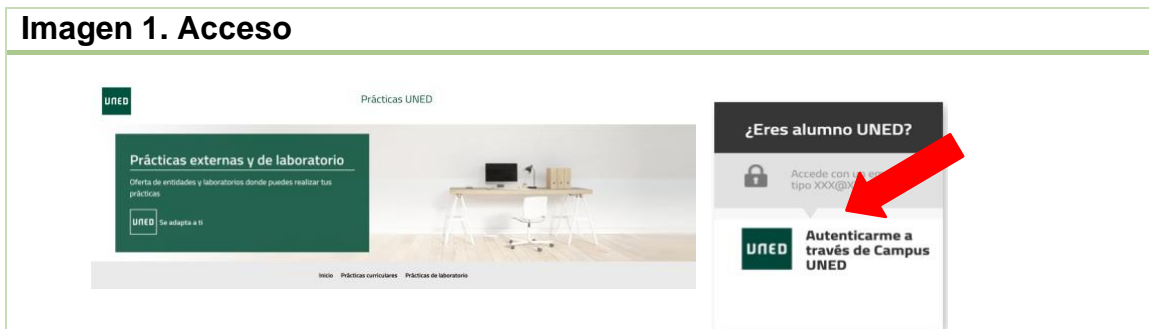 Imagen 1. Acceso
UNED
Prácticas UNED
Prácticas externas y de laboratorio
Oferta de entidades y laboratorios donde puedes realizar tus
prácticas
UNED Se adapta a ti
Inicio Prácticas curriculares Prácticas de laboratorio
¿Eres alumno UNED?
Accede con un
tipo
UNED
Autenticarme a
través de Campus
UNED